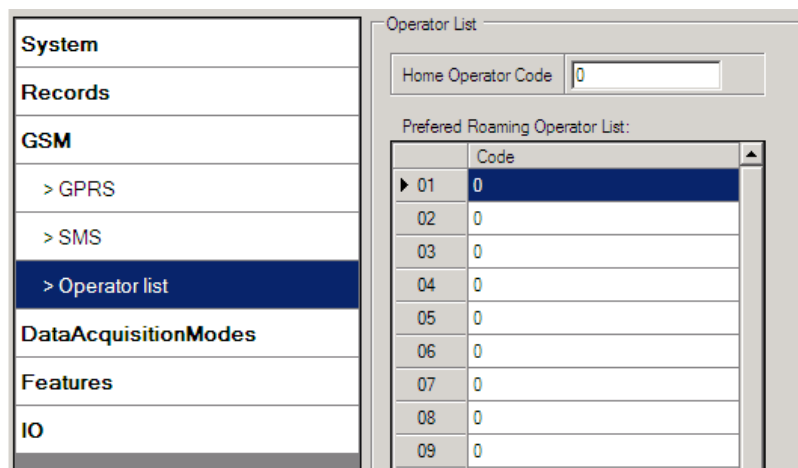 System
Records
GSM
> GPRS
> SMS
> Operator list
DataAcquisitionModes
Features
IO
Operator List
Home Operator Code 0
Prefered Roaming Operator List:
Code
01 0
02 0
03 0
04 0
05 0
06 0
07 0
08 0
09 0